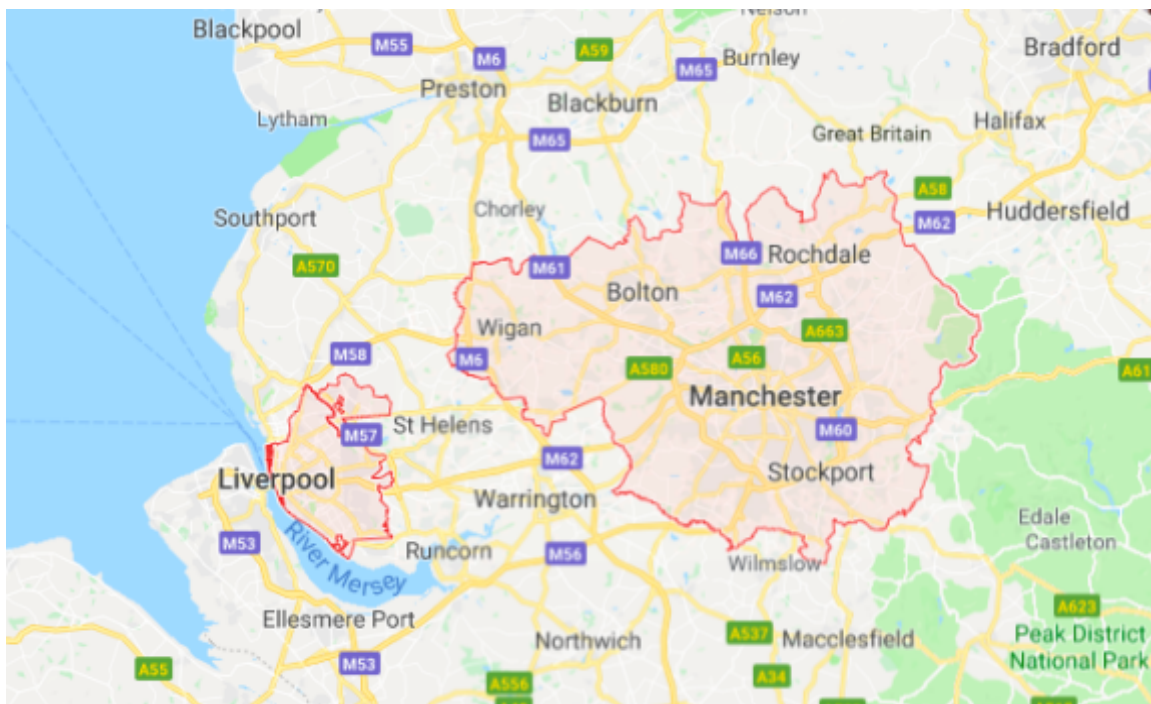 Nelson
Blackpool
M55
M6
A59
Burnley
Bradford
M65
Preston
Blackburn
Lytham
M65
Great Britain
Halifax
A58
Southport
Chorley
Huddersfield
M62
M66
Rochdale
A570
M61
Bolton
M62
Wigan
A663
M58
M6
A580
A56
A61
Manchester
St Helens
M57
M60
M62
Liverpool
Stockport
Warrington
Edale
Castleton
M53
River Mersey
Runcorn
M56
Wilmslow
Ellesmere Port
A623
Northwich
A537
Macclesfield
Peak District
National Park
A55
M53
A34
A556